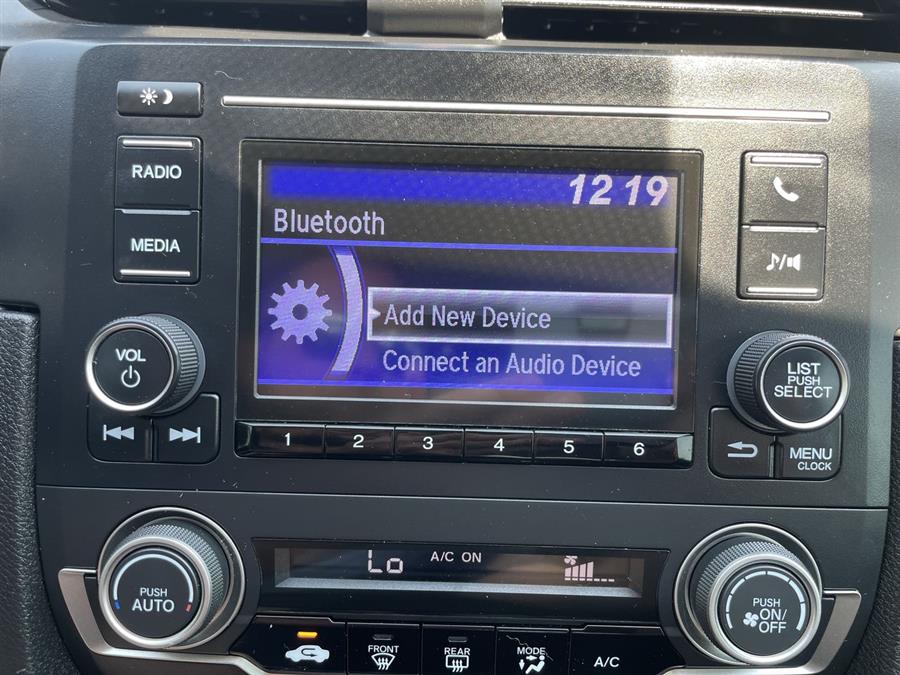 12 19
RADIO
Bluetooth
MEDIA
Add New Device
VOL
Connect an Audio Device
LIST
PUSH
SELECT
1 2 3 4 5 6
MENU
CLOCK
Lo A/C ON
PUSH
AUTO
PUSH
ON/
OFF
FRONT
REAR
MODE
A/C